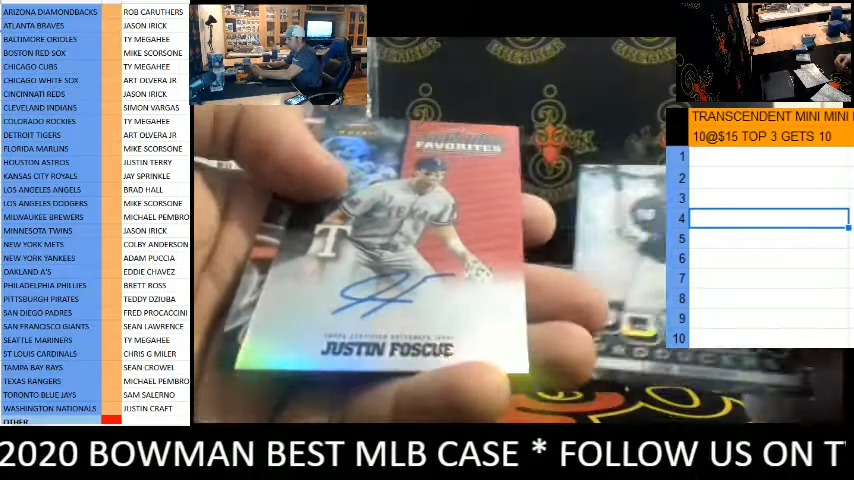 ARIZONA DIAMONDBACKS ROB CARUTHERS
ATLANTA BRAVES JASON IRICK
BALTIMORE ORIOLES TY MEGAHEE
BOSTON RED SOX MIKE SCORSONE
CHICAGO CUBS TY MEGAHEE
CHICAGO WHITE SOX ART OLVERA JR
CINCINNATI REDS JASON IRICK
CLEVELAND INDIANS SIMON VARGAS
COLORADO ROCKIES TY MEGAHEE
DETROIT TIGERS ART OLVERA JR
FLORIDA MARLINS MIKE SCORSONE
HOUSTON ASTROS JUSTIN TERRY
KANSAS CITY ROYALS JAY SPRINKLE
LOS ANGELES ANGELS BRAD HALL
LOS ANGELES DODGERS MIKE SCORSONE
MILWAUKEE BREWERS MICHAEL PEMBRO
MINNESOTA TWINS JASON IRICK
NEW YORK METS COLBY ANDERSON
NEW YORK YANKEES ADAM PUCCIA
OAKLAND A'S EDDIE CHAVEZ
PHILADELPHIA PHILLIES BRETT ROSS
PITTSBURGH PIRATES TEDDY DZIUBA
SAN DIEGO PADRES FRED PROCACCINI
SAN FRANCISCO GIANTS SEAN LAWRENCE
SEATTLE MARINERS TY MEGAHEE
ST LOUIS CARDINALS CHRIS G MILER
TAMPA BAY RAYS SEAN CROWEL
TEXAS RANGERS MICHAEL PEMBRO
TORONTO BLUE JAYS SAM SALERNO
WASHINGTON NATIONALS JUSTIN CRAFT
OTHER
FAVORITES
TEXAS
T
TOPPS CERTIFIED AUTOGRAPH ISSUE
JUSTIN FOSCUE
TRANSCENDENT MINI MINI
10@$15 TOP 3 GETS 10
1
2
3
4
5
6
7
8
9
10
2020 BOWMAN BEST MLB CASE * FOLLOW US ON T